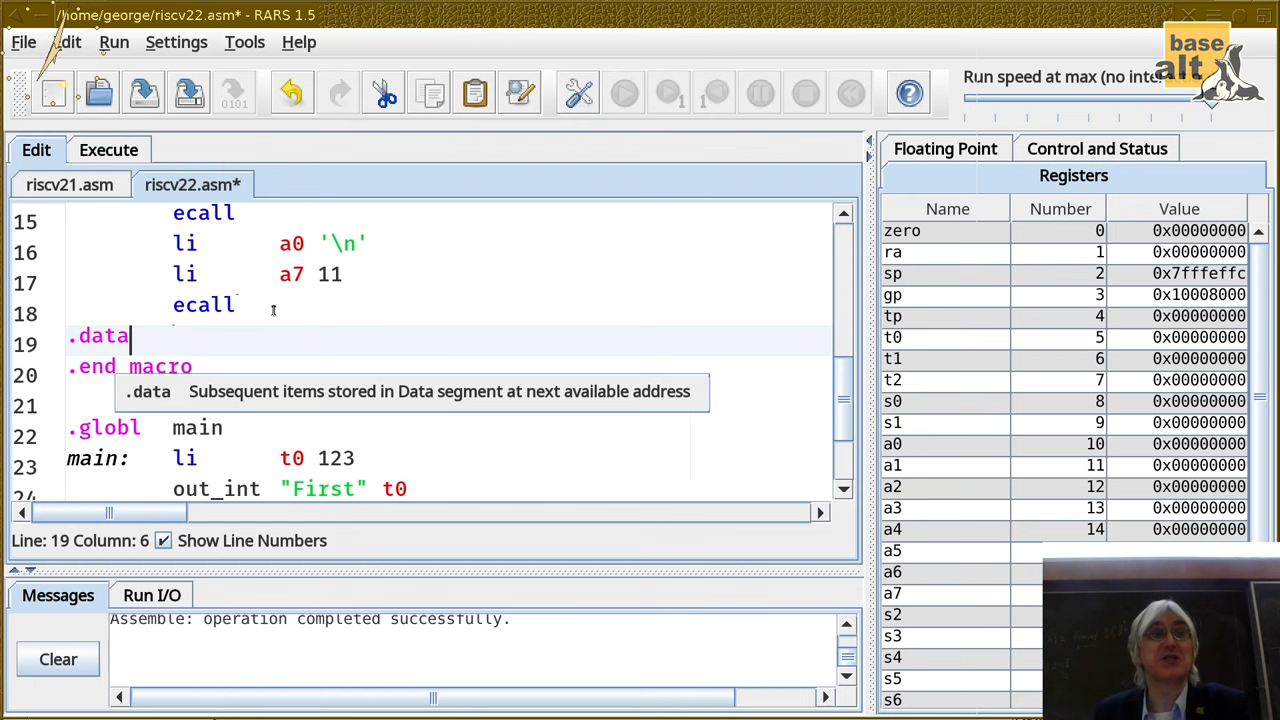 /home/george/riscv22.asm* - RARS 1.5
File Edit Run Settings Tools Help
base
alt
Run speed at max (no inte
Edit Execute
riscv21.asm riscv22.asm*
15 ecall
16 li a0 '\n'
17 li a7 11
18 ecall
19 .data
20 .end_macro
.data Subsequent items stored in Data segment at next available address
21
22 .globl main
23 main: li t0 123
24 out_int "First" t0
Line: 19 Column: 6 Show Line Numbers
Messages Run I/O
Assemble: operation completed successfully.
Clear
Floating Point Control and Status
Registers
Name Number Value
zero 0 0x00000000
ra 1 0x00000000
sp 2 0x7fffeffc
gp 3 0x10008000
tp 4 0x00000000
t0 5 0x00000000
t1 6 0x00000000
t2 7 0x00000000
s0 8 0x00000000
s1 9 0x00000000
a0 10 0x00000000
a1 11 0x00000000
a2 12 0x00000000
a3 13 0x00000000
a4 14 0x00000000
a5
a6
a7
s2
s3
s4
s5
s6